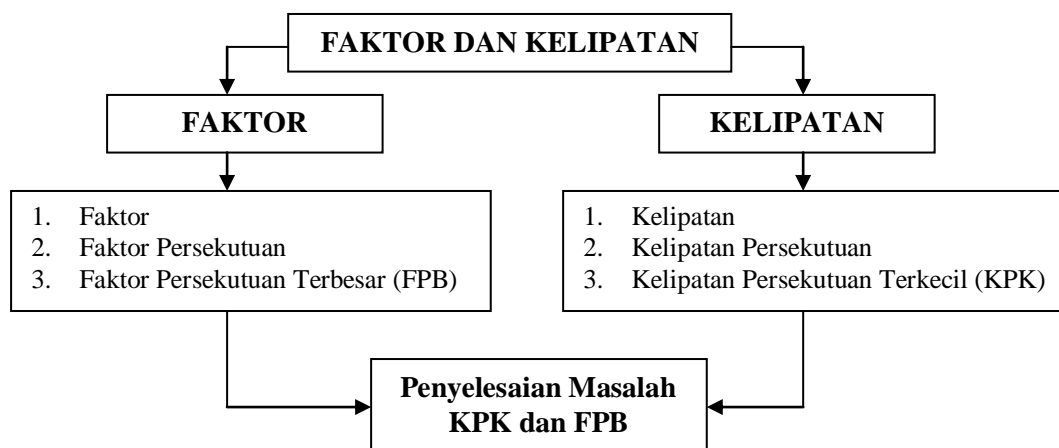 FAKTOR DAN KELIPATAN
FAKTOR
KELIPATAN
1. Faktor
2. Faktor Persekutuan
3. Faktor Persekutuan Terbesar (FPB)
1. Kelipatan
2. Kelipatan Persekutuan
3. Kelipatan Persekutuan Terkecil (KPK)
Penyelesaian Masalah
KPK dan FPB